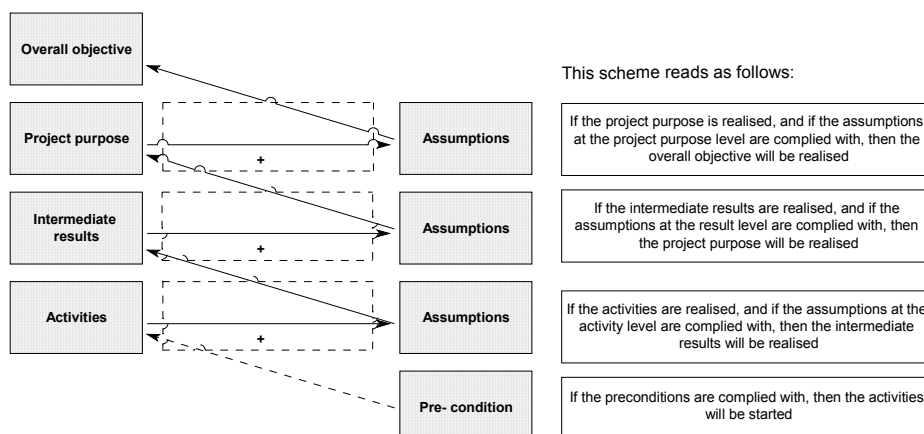 Overall objective
This scheme reads as follows:
Project purpose
+
Assumptions
If the project purpose is realised, and if the assumptions
at the project purpose level are complied with, then the
overall objective will be realised
Intermediate
results
+
Assumptions
If the intermediate results are realised, and if the
assumptions at the result level are complied with, then
the project purpose will be realised
Activities
+
Assumptions
If the activities are realised, and if the assumptions at the
activity level are complied with, then the intermediate
results will be realised
Pre- condition
If the preconditions are complied with, then the activities
will be started